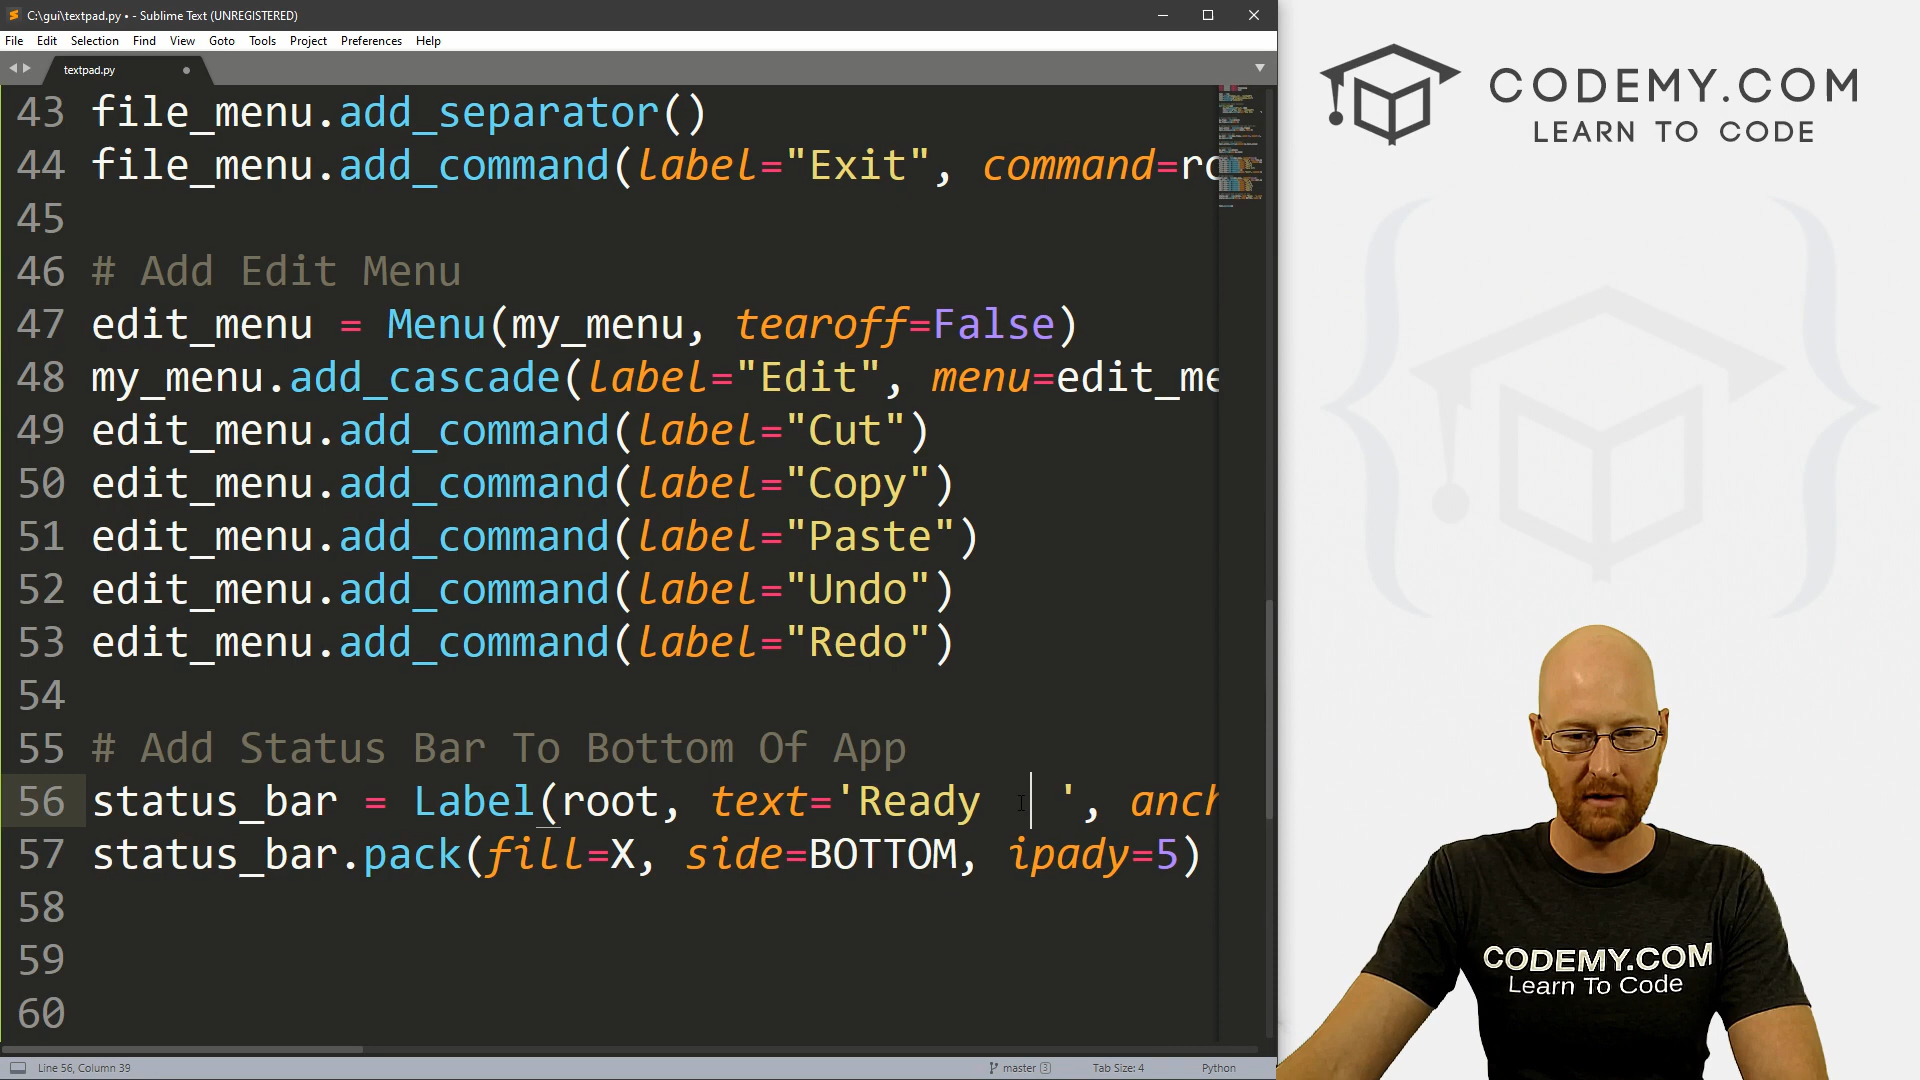 C:\gui\textpad.py • - Sublime Text (UNREGISTERED)
File Edit Selection Find View Goto Tools Project Preferences Help
textpad.py
43 file_menu.add_separator()
44 file_menu.add_command(label="Exit", command=ro
45
46 # Add Edit Menu
47 edit_menu = Menu(my_menu, tearoff=False)
48 my_menu.add_cascade(label="Edit", menu=edit_me
49 edit_menu.add_command(label="Cut")
50 edit_menu.add_command(label="Copy")
51 edit_menu.add_command(label="Paste")
52 edit_menu.add_command(label="Undo")
53 edit_menu.add_command(label="Redo")
54
55 # Add Status Bar To Bottom Of App
56 status_bar = Label(root, text='Ready   ', anch
57 status_bar.pack(fill=X, side=BOTTOM, ipady=5)
58
59
60
Line 56, Column 39 master 3 Tab Size: 4 Python
CODEMY.COM
LEARN TO CODE
CODEMY.COM
Learn To Code